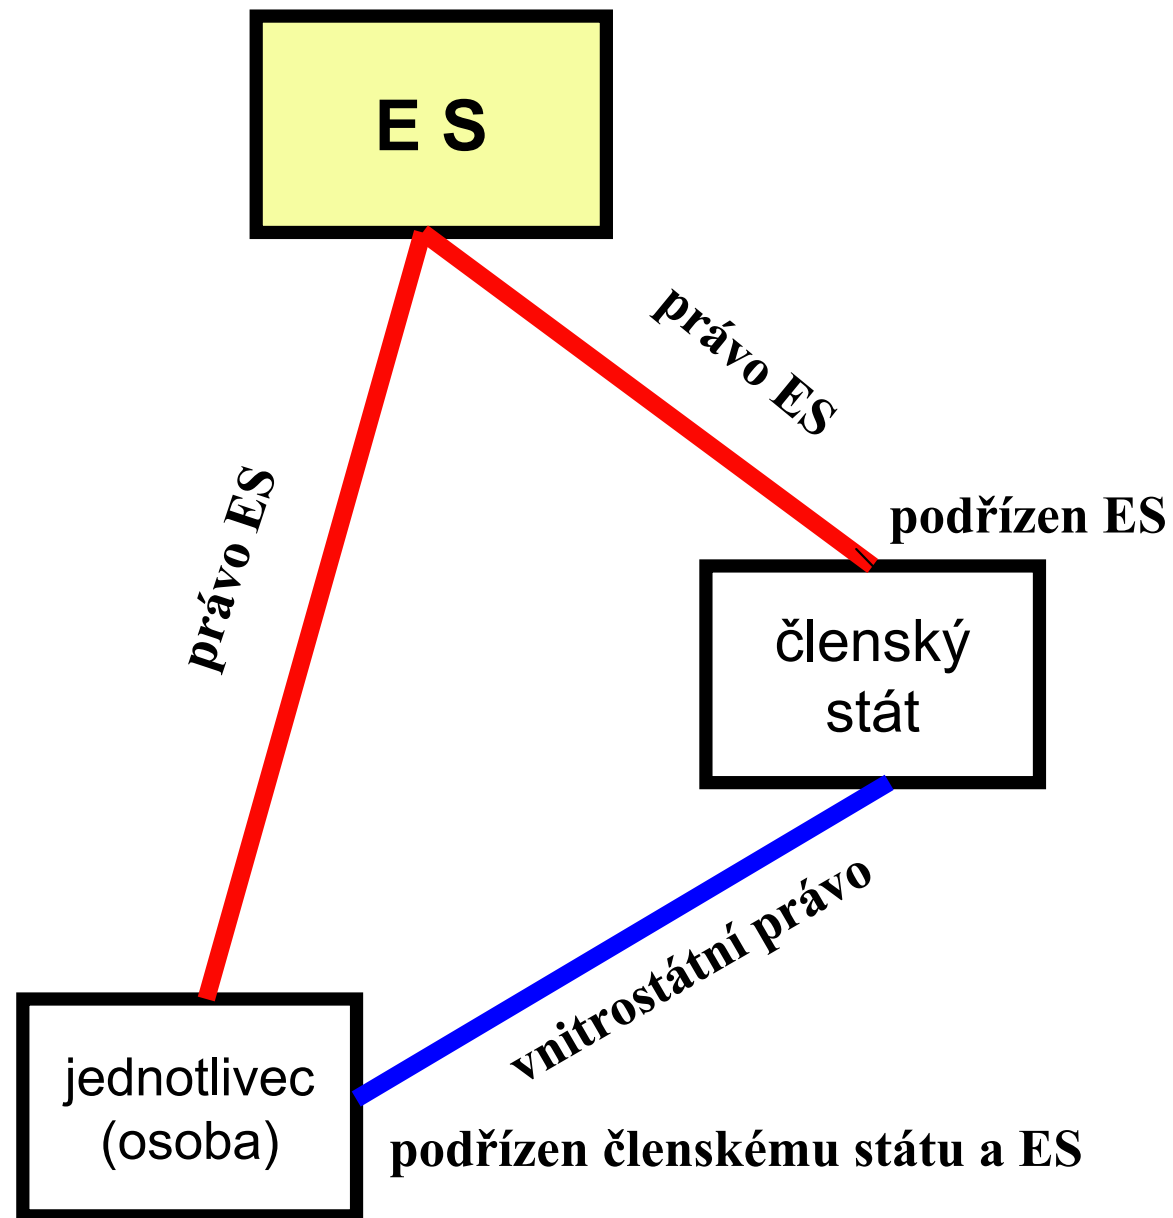 E S
právo ES
právo ES
podřízen ES
členský
stát
vnitrostátní právo
jednotlivec
(osoba)
podřízen členskému státu a ES